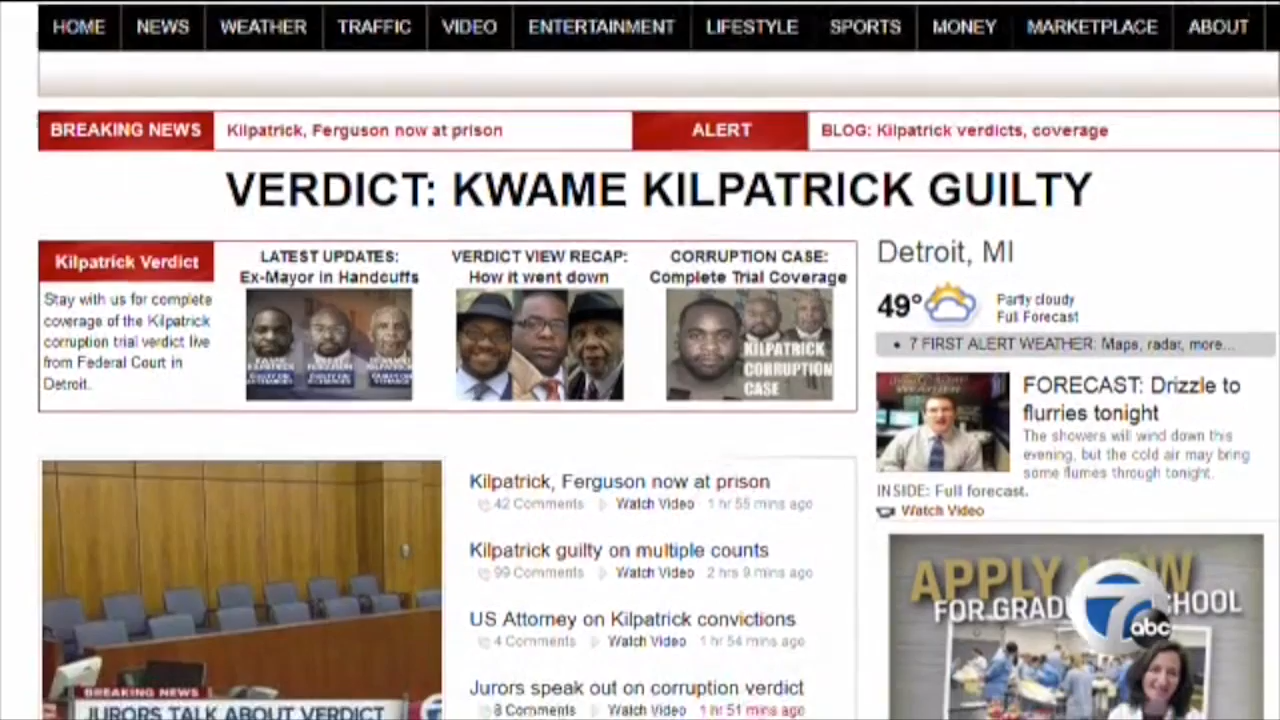 HOME NEWS WEATHER TRAFFIC VIDEO ENTERTAINMENT LIFESTYLE SPORTS MONEY MARKETPLACE ABOUT
BREAKING NEWS Kilpatrick, Ferguson now at prison ALERT BLOG: Kilpatrick verdicts, coverage
VERDICT: KWAME KILPATRICK GUILTY
Kilpatrick Verdict
Stay with us for complete
coverage of the Kilpatrick
corruption trial verdict live
from Federal Court in
Detroit.
LATEST UPDATES:
Ex-Mayor in Handcuffs
VERDICT VIEW RECAP:
How it went down
CORRUPTION CASE:
Complete Trial Coverage
KILPATRICK
CORRUPTION
CASE
Detroit, MI
49°
Partly cloudy
Full Forecast
• 7 FIRST ALERT WEATHER: Maps, radar, more...
FORECAST: Drizzle to
flurries tonight
The showers will wind down this
evening, but the cold air may bring
some flurries through tonight.
INSIDE: Full forecast.
Watch Video
Kilpatrick, Ferguson now at prison
42 Comments Watch Video 1 hr 55 mins ago
Kilpatrick guilty on multiple counts
99 Comments Watch Video 2 hrs 9 mins ago
US Attorney on Kilpatrick convictions
4 Comments Watch Video 1 hr 54 mins ago
Jurors speak out on corruption verdict
8 Comments Watch Video 1 hr 51 mins ago
BREAKING NEWS
JURORS TALK ABOUT VERDICT
APPLY
FOR
7
abc